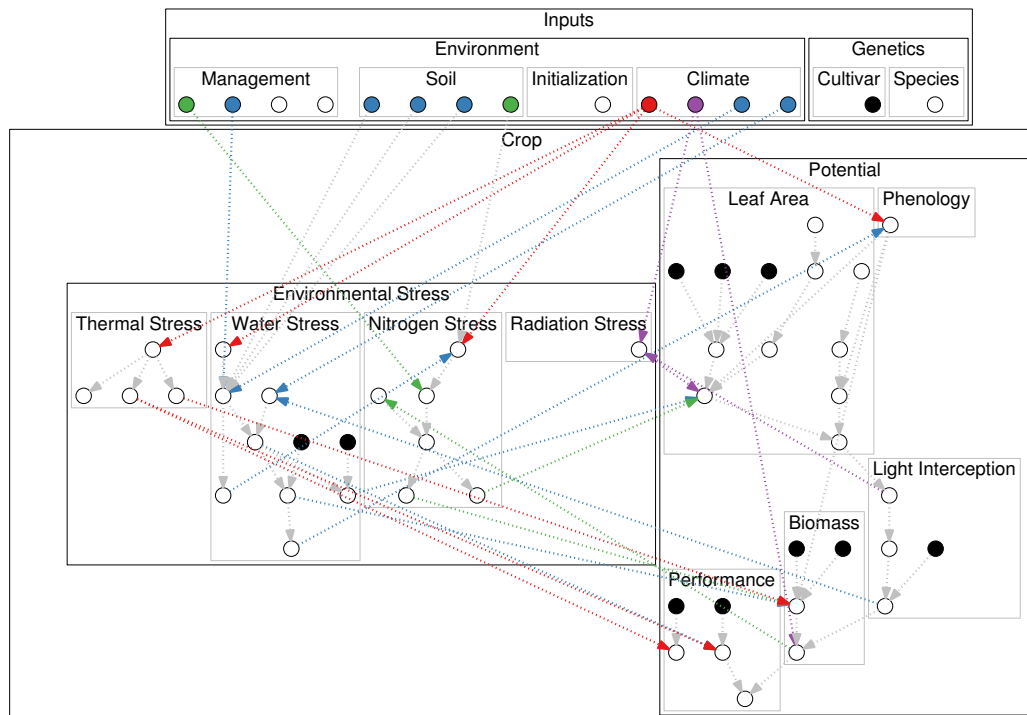 Inputs
Environment
Genetics
Management
Soil
Initialization
Climate
Cultivar
Species
Crop
Potential
Leaf Area
Phenology
Environmental Stress
Thermal Stress
Water Stress
Nitrogen Stress
Radiation Stress
Light Interception
Biomass
Performance